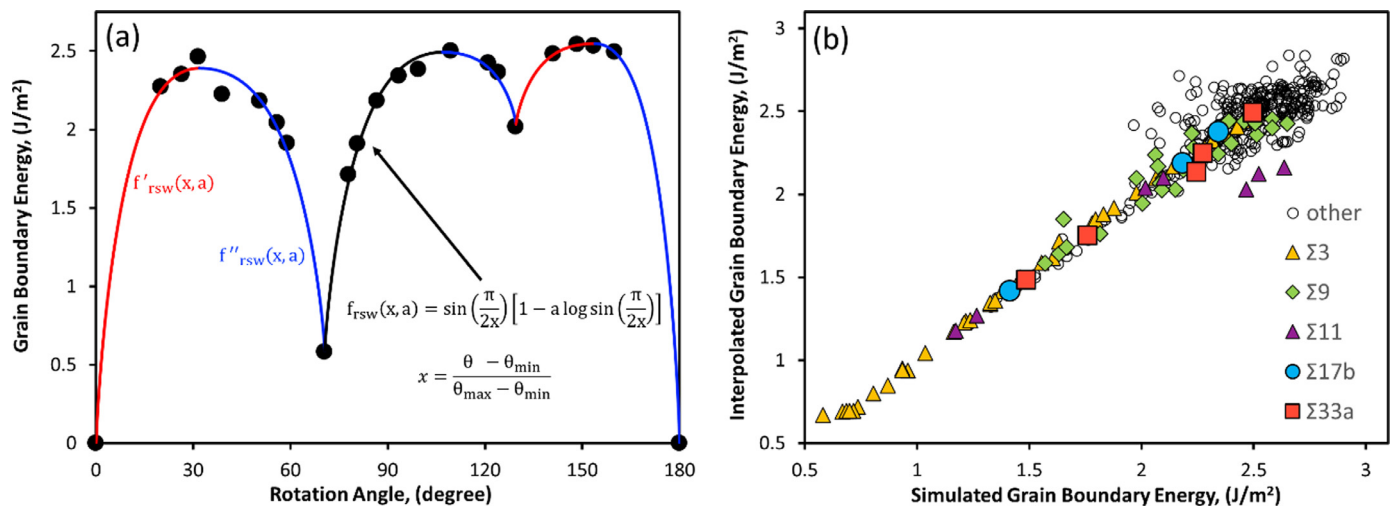 (a)
Grain Boundary Energy, (J/m²)
3
2.5
2
1.5
1
0.5
0
f′rsw(x,a)
f″rsw(x,a)
frsw(x, a) = sin(π/2x)[1 − a log sin(π/2x)]
x = θ − θmin / θmax − θmin
0 30 60 90 120 150 180
Rotation Angle, (degree)
(b)
Interpolated Grain Boundary Energy, (J/m²)
3
2.5
2
1.5
1
0.5
other
Σ3
Σ9
Σ11
Σ17b
Σ33a
0.5 1 1.5 2 2.5 3
Simulated Grain Boundary Energy, (J/m²)